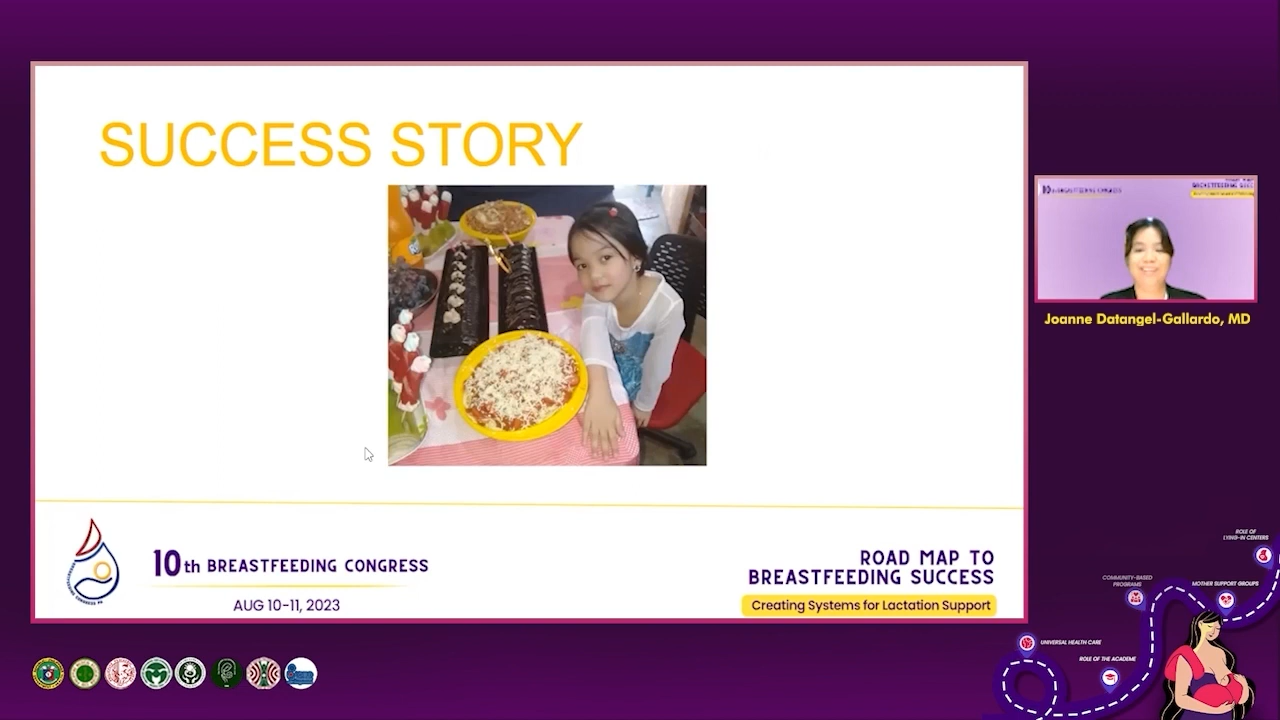 SUCCESS STORY
10th BREASTFEEDING CONGRESS
AUG 10-11, 2023
ROAD MAP TO
BREASTFEEDING SUCCESS
Creating Systems for Lactation Support
Joanne Datangel-Gallardo, MD
ROLE OF
LYING-IN CENTERS
COMMUNITY-BASED
PROGRAMS
MOTHER SUPPORT GROUPS
UNIVERSAL HEALTH CARE
ROLE OF THE ACADEME